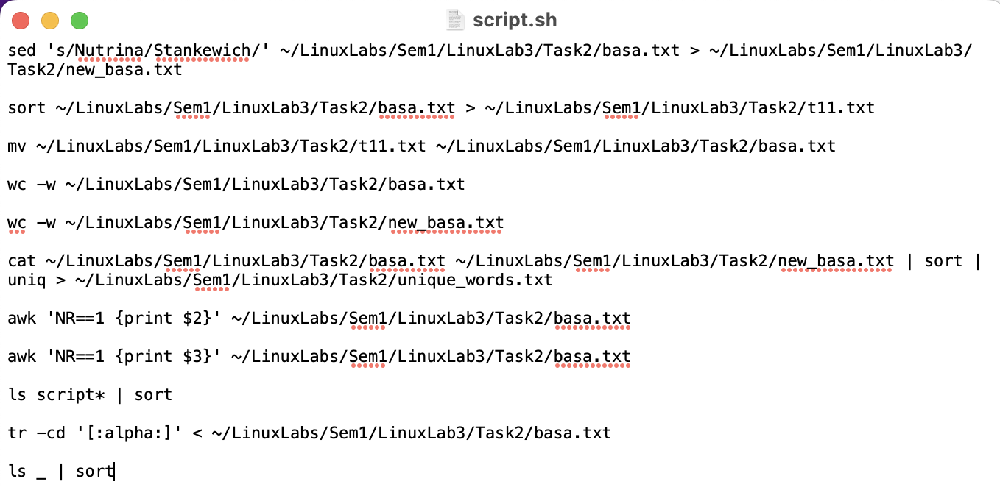 script.sh
sed 's/Nutrina/Stankewich/' ~/LinuxLabs/Sem1/LinuxLab3/Task2/basa.txt > ~/LinuxLabs/Sem1/LinuxLab3/
Task2/new_basa.txt
sort ~/LinuxLabs/Sem1/LinuxLab3/Task2/basa.txt > ~/LinuxLabs/Sem1/LinuxLab3/Task2/t11.txt
mv ~/LinuxLabs/Sem1/LinuxLab3/Task2/t11.txt ~/LinuxLabs/Sem1/LinuxLab3/Task2/basa.txt
wc -w ~/LinuxLabs/Sem1/LinuxLab3/Task2/basa.txt
wc -w ~/LinuxLabs/Sem1/LinuxLab3/Task2/new_basa.txt
cat ~/LinuxLabs/Sem1/LinuxLab3/Task2/basa.txt ~/LinuxLabs/Sem1/LinuxLab3/Task2/new_basa.txt | sort |
uniq > ~/LinuxLabs/Sem1/LinuxLab3/Task2/unique_words.txt
awk 'NR==1 {print $2}' ~/LinuxLabs/Sem1/LinuxLab3/Task2/basa.txt
awk 'NR==1 {print $3}' ~/LinuxLabs/Sem1/LinuxLab3/Task2/basa.txt
ls script* | sort
tr -cd '[:alpha:]' < ~/LinuxLabs/Sem1/LinuxLab3/Task2/basa.txt
ls _ | sort